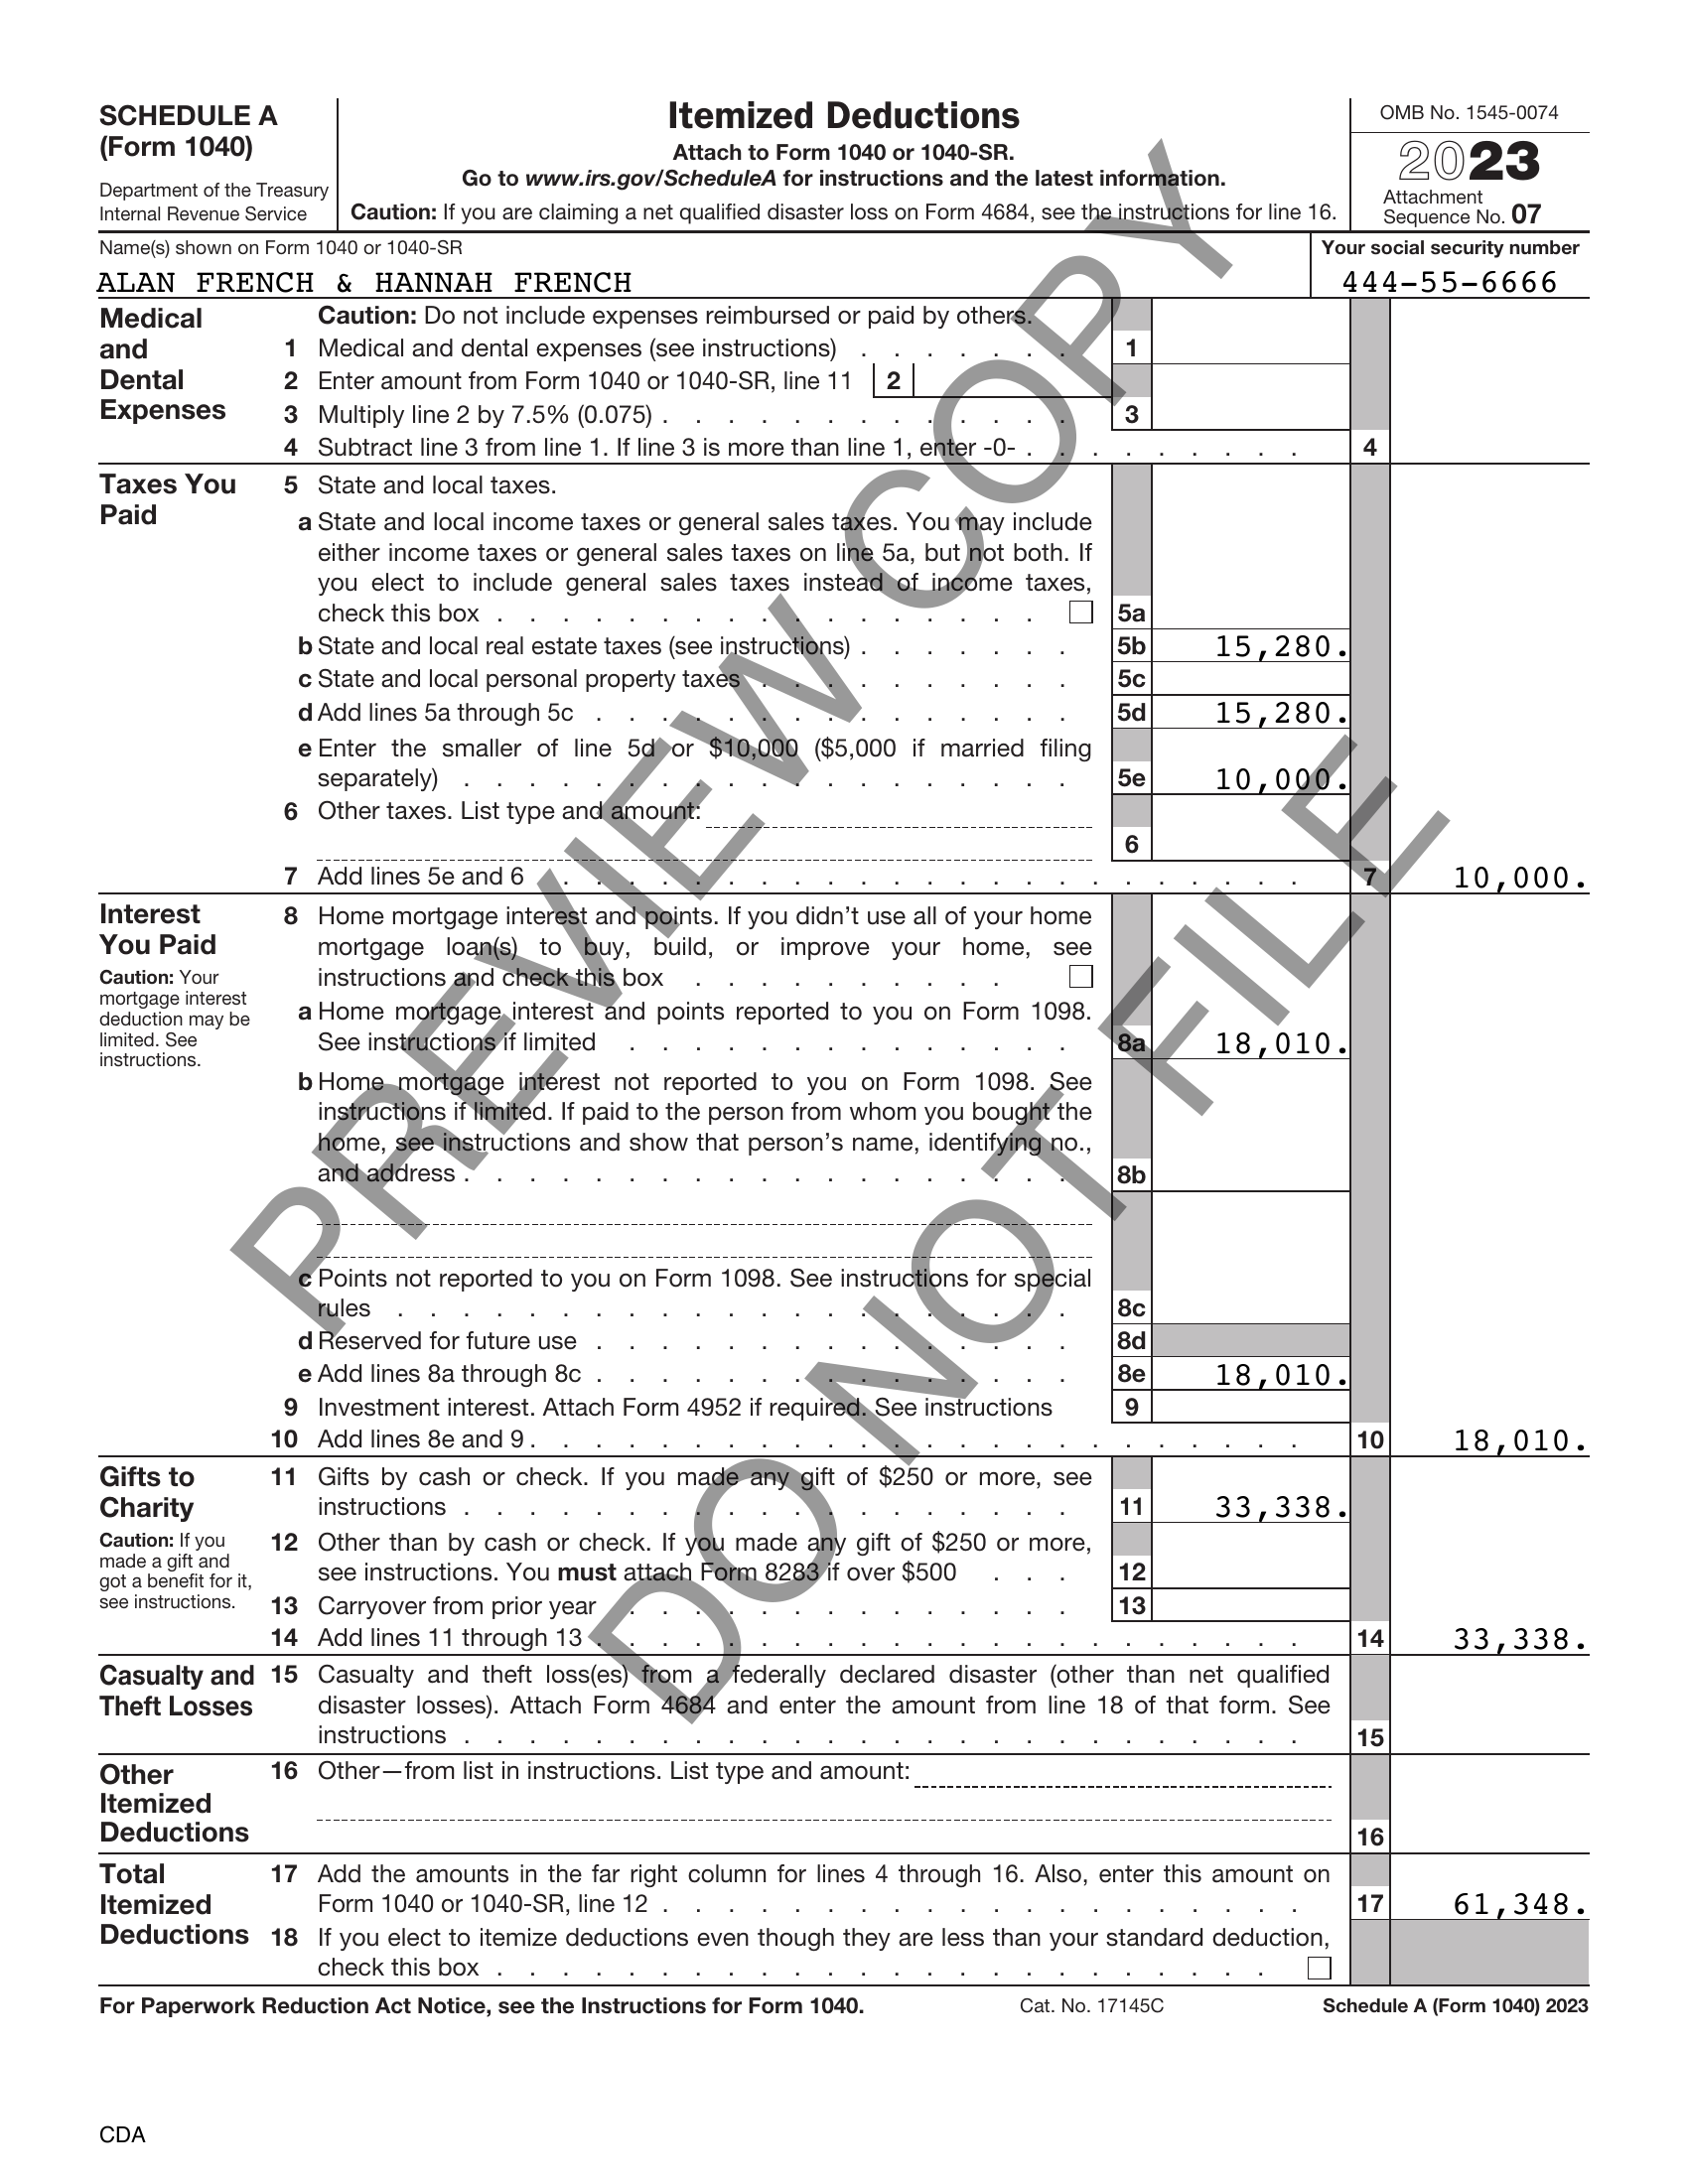 SCHEDULE A
(Form 1040)
Department of the Treasury
Internal Revenue Service
Itemized Deductions
Attach to Form 1040 or 1040-SR.
Go to www.irs.gov/ScheduleA for instructions and the latest information.
Caution: If you are claiming a net qualified disaster loss on Form 4684, see the instructions for line 16.
OMB No. 1545-0074
2023
Attachment
Sequence No. 07
Name(s) shown on Form 1040 or 1040-SR
ALAN FRENCH & HANNAH FRENCH
Your social security number
444-55-6666
Medical
and
Dental
Expenses
Caution: Do not include expenses reimbursed or paid by others.
1 Medical and dental expenses (see instructions) . . . . . . . 1
2 Enter amount from Form 1040 or 1040-SR, line 11 2
3 Multiply line 2 by 7.5% (0.075) . . . . . . . . . . . . . 3
4 Subtract line 3 from line 1. If line 3 is more than line 1, enter -0- . . . . . . . . . 4
Taxes You
Paid
5 State and local taxes.
a State and local income taxes or general sales taxes. You may include
either income taxes or general sales taxes on line 5a, but not both. If
you elect to include general sales taxes instead of income taxes,
check this box . . . . . . . . . . . . . . . . . 5a
b State and local real estate taxes (see instructions) . . . . . . . 5b 15,280.
c State and local personal property taxes . . . . . . . . . . 5c
d Add lines 5a through 5c . . . . . . . . . . . . . . . 5d 15,280.
e Enter the smaller of line 5d or $10,000 ($5,000 if married filing
separately) . . . . . . . . . . . . . . . . . . . 5e 10,000.
6 Other taxes. List type and amount:
6
7 Add lines 5e and 6 . . . . . . . . . . . . . . . . . . . . . . . 7 10,000.
Interest
You Paid
Caution: Your
mortgage interest
deduction may be
limited. See
instructions.
8 Home mortgage interest and points. If you didn't use all of your home
mortgage loan(s) to buy, build, or improve your home, see
instructions and check this box . . . . . . . . . .
a Home mortgage interest and points reported to you on Form 1098.
See instructions if limited . . . . . . . . . . . . . . 8a 18,010.
b Home mortgage interest not reported to you on Form 1098. See
instructions if limited. If paid to the person from whom you bought the
home, see instructions and show that person's name, identifying no.,
and address . . . . . . . . . . . . . . . . . . . 8b
c Points not reported to you on Form 1098. See instructions for special
rules . . . . . . . . . . . . . . . . . . . . . 8c
d Reserved for future use . . . . . . . . . . . . . . . 8d
e Add lines 8a through 8c . . . . . . . . . . . . . . . 8e 18,010.
9 Investment interest. Attach Form 4952 if required. See instructions 9
10 Add lines 8e and 9 . . . . . . . . . . . . . . . . . . . . . . . . 10 18,010.
Gifts to
Charity
Caution: If you
made a gift and
got a benefit for it,
see instructions.
11 Gifts by cash or check. If you made any gift of $250 or more, see
instructions . . . . . . . . . . . . . . . . . . . 11 33,338.
12 Other than by cash or check. If you made any gift of $250 or more,
see instructions. You must attach Form 8283 if over $500 . . . 12
13 Carryover from prior year . . . . . . . . . . . . . . 13
14 Add lines 11 through 13 . . . . . . . . . . . . . . . . . . . . . . 14 33,338.
Casualty and
Theft Losses
15 Casualty and theft loss(es) from a federally declared disaster (other than net qualified
disaster losses). Attach Form 4684 and enter the amount from line 18 of that form. See
instructions . . . . . . . . . . . . . . . . . . . . . . . . . . 15
Other
Itemized
Deductions
16 Other—from list in instructions. List type and amount:
16
Total
Itemized
Deductions
17 Add the amounts in the far right column for lines 4 through 16. Also, enter this amount on
Form 1040 or 1040-SR, line 12 . . . . . . . . . . . . . . . . . . . . 17 61,348.
18 If you elect to itemize deductions even though they are less than your standard deduction,
check this box . . . . . . . . . . . . . . . . . . . . . . . .
For Paperwork Reduction Act Notice, see the Instructions for Form 1040.
Cat. No. 17145C
Schedule A (Form 1040) 2023
CDA
PREVIEW COPY
DO NOT FILE